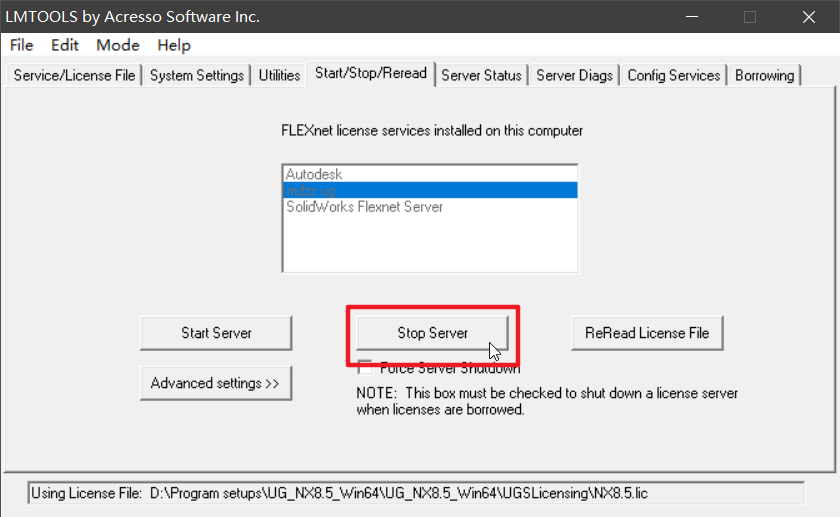 LMTOOLS by Acresso Software Inc.
File Edit Mode Help
Service/License File System Settings Utilities Start/Stop/Reread Server Status Server Diags Config Services Borrowing
FLEXnet license services installed on this computer
Autodesk
mdzz ug
SolidWorks Flexnet Server
Start Server Stop Server ReRead License File
Force Server Shutdown
Advanced settings >>
NOTE: This box must be checked to shut down a license server
when licenses are borrowed.
Using License File: D:\Program setups\UG_NX8.5_Win64\UG_NX8.5_Win64\UGSLicensing\NX8.5.lic